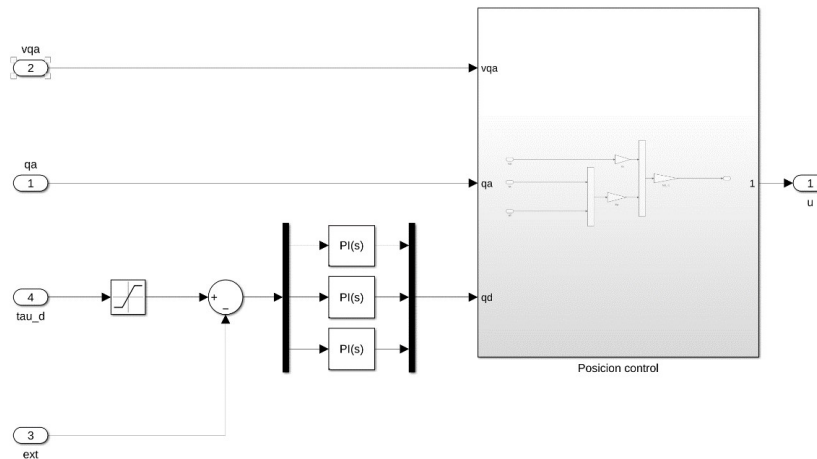 vqa
2
vqa
qa
1
qa
1
1
u
PI(s)
4
tau_d
+
−
PI(s)
qd
PI(s)
Posicion control
3
ext